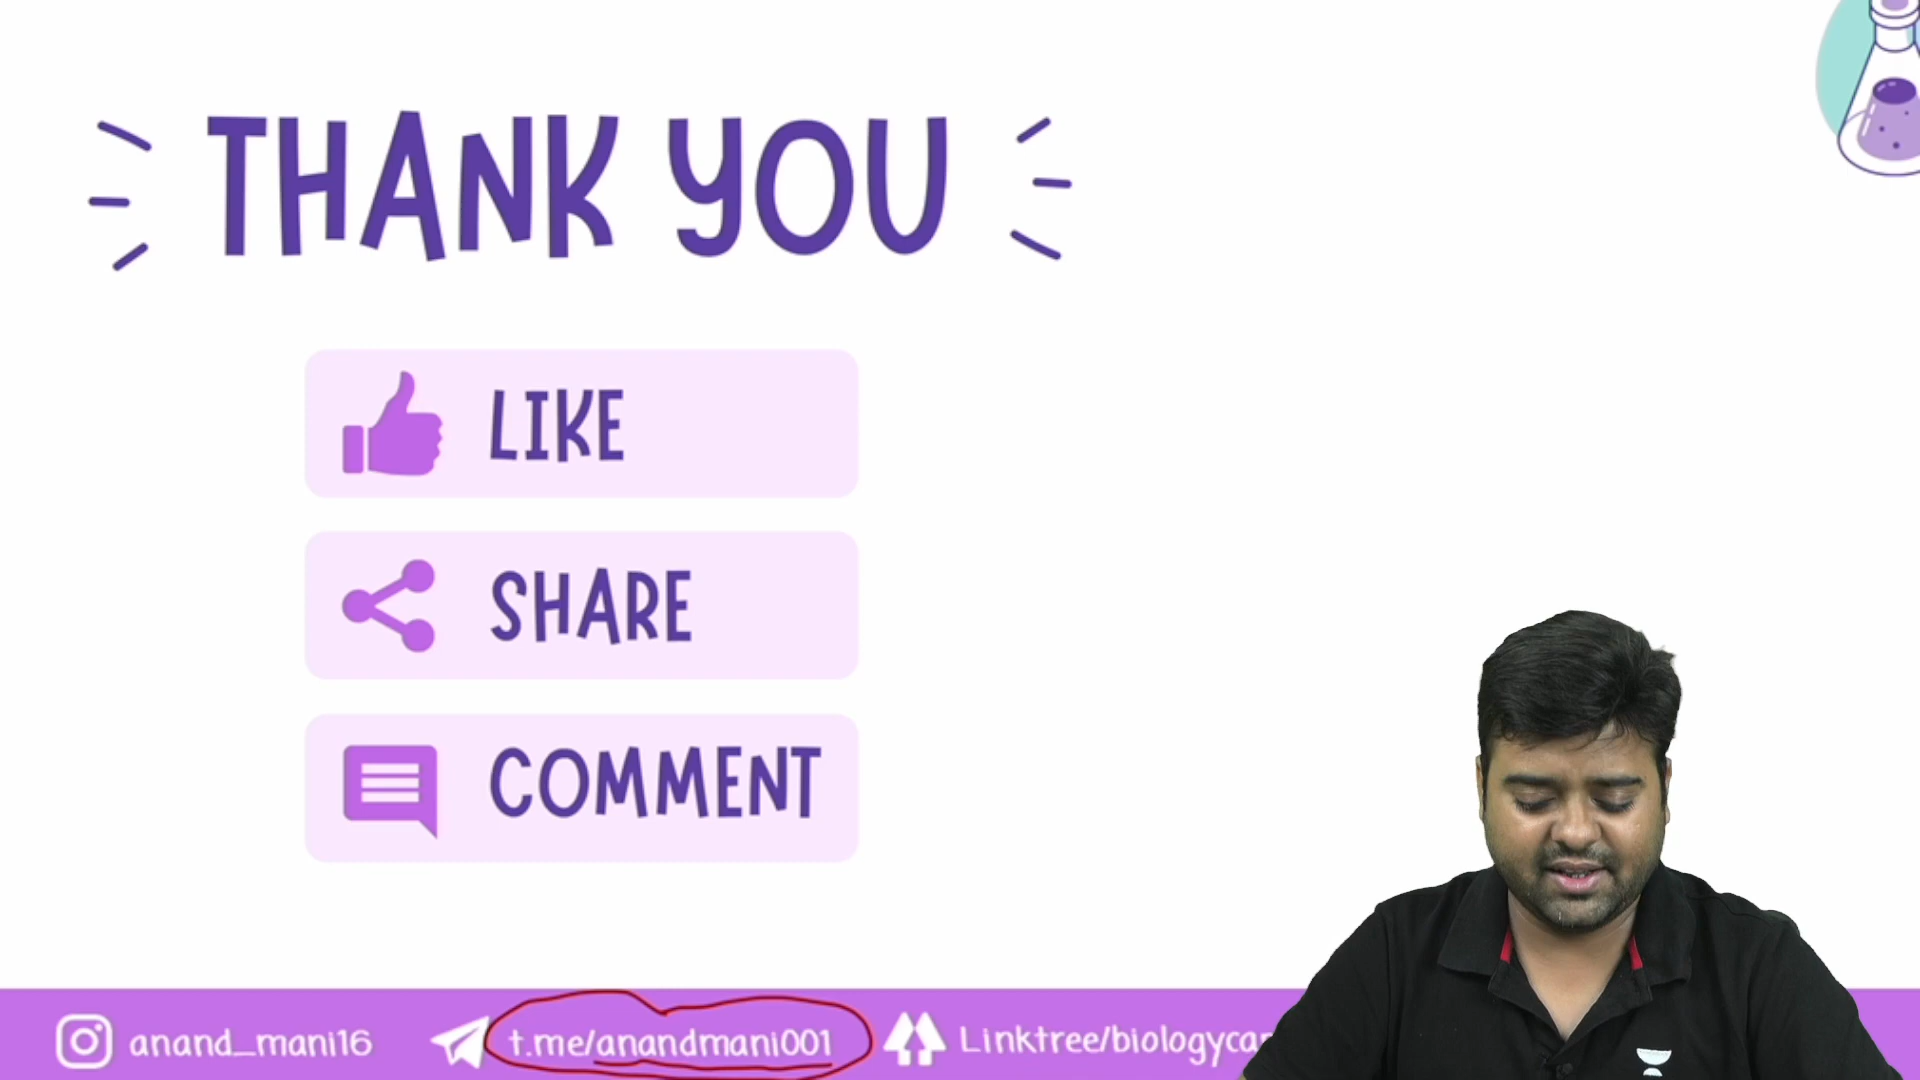 THANK YOU
LIKE
SHARE
COMMENT
anand_mani16
t.me/anandmani001
Linktree/biologyca